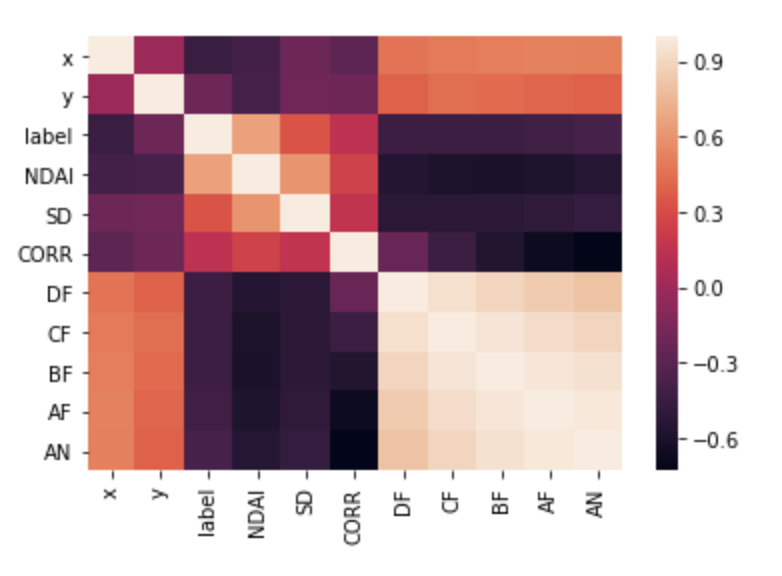 x
y
label
NDAI
SD
CORR
DF
CF
BF
AF
AN
x
y
label
NDAI
SD
CORR
DF
CF
BF
AF
AN
0.9
0.6
0.3
0.0
−0.3
−0.6